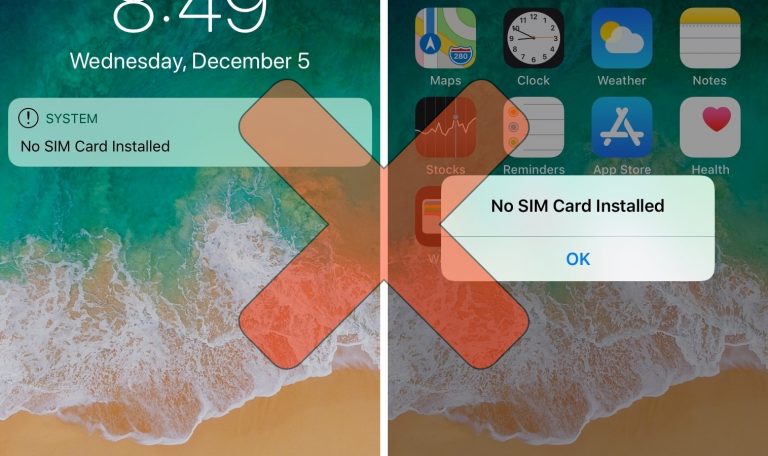 8:49
Wednesday, December 5
SYSTEM
No SIM Card Installed
280
Maps
Clock
Weather
Notes
Stocks
Reminders
App Store
Health
No SIM Card Installed
OK